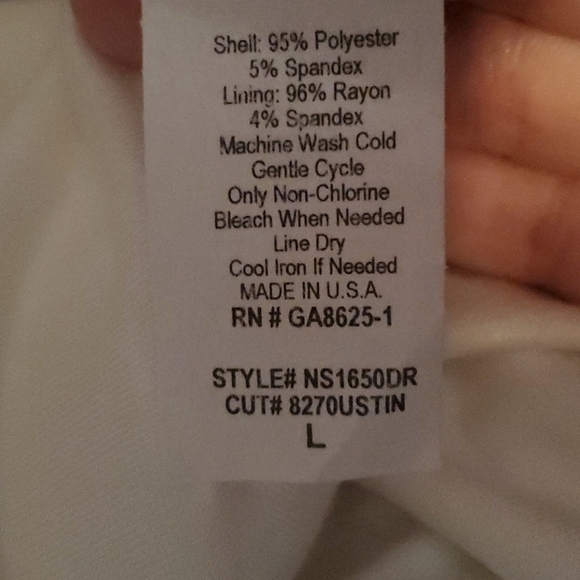 Shell: 95% Polyester
5% Spandex
Lining: 96% Rayon
4% Spandex
Machine Wash Cold
Gentle Cycle
Only Non-Chlorine
Bleach When Needed
Line Dry
Cool Iron If Needed
MADE IN U.S.A.
RN # GA8625-1
STYLE# NS1650DR
CUT# 8270USTIN
L